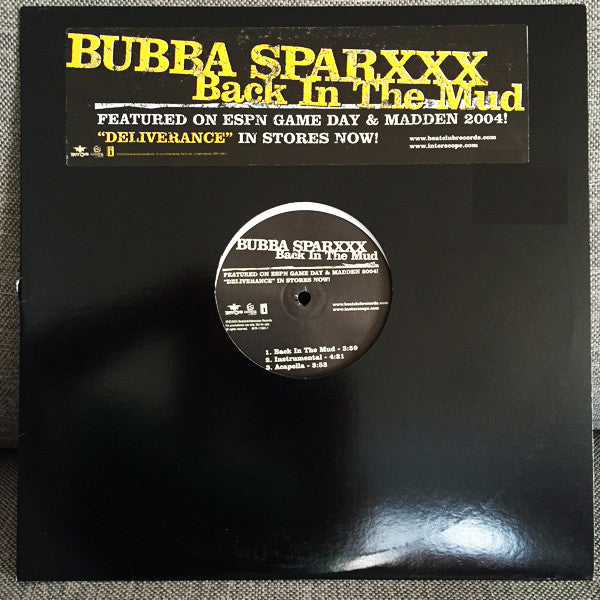 BUBBA SPARXXX
Back In The Mud
FEATURED ON ESPN GAME DAY & MADDEN 2004!
"DELIVERANCE" IN STORES NOW!
www.beatclubrecords.com
www.interscope.com
BUBBA SPARXXX
Back In The Mud
FEATURED ON ESPN GAME DAY & MADDEN 2004!
"DELIVERANCE" IN STORES NOW!
www.beatclubrecords.com
www.interscope.com
1. Back In The Mud - 3:59
2. Instrumental - 4:21
3. Acapella - 3:53